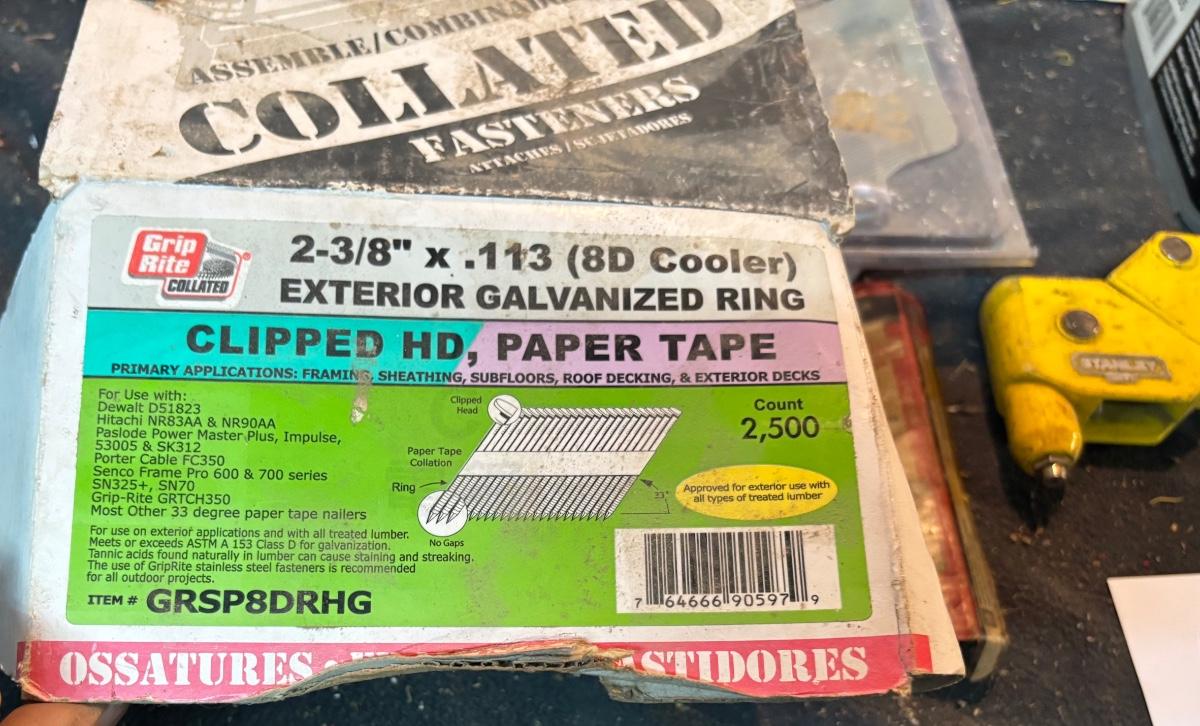 ASSEMBLE/COMBINADO
COLLATED
FASTENERS
ATTACHES / SUJETADORES
Grip
Rite
COLLATED
®
2-3/8" x .113 (8D Cooler)
EXTERIOR GALVANIZED RING
CLIPPED HD, PAPER TAPE
PRIMARY APPLICATIONS: FRAMING, SHEATHING, SUBFLOORS, ROOF DECKING, & EXTERIOR DECKS
For Use with:
Dewalt D51823
Hitachi NR83AA & NR90AA
Paslode Power Master Plus, Impulse,
53005 & SK312
Porter Cable FC350
Senco Frame Pro 600 & 700 series
SN325+, SN70
Grip-Rite GRTCH350
Most Other 33 degree paper tape nailers
Clipped
Head
Paper Tape
Collation
Ring
No Gaps
33°
Count
2,500
Approved for exterior use with
all types of treated lumber
For use on exterior applications and with all treated lumber.
Meets or exceeds ASTM A 153 Class D for galvanization.
Tannic acids found naturally in lumber can cause staining and streaking.
The use of GripRite stainless steel fasteners is recommended
for all outdoor projects.
ITEM # GRSP8DRHG
7 64666 90597 9
OSSATURES •
ASTIDORES
STANLEY